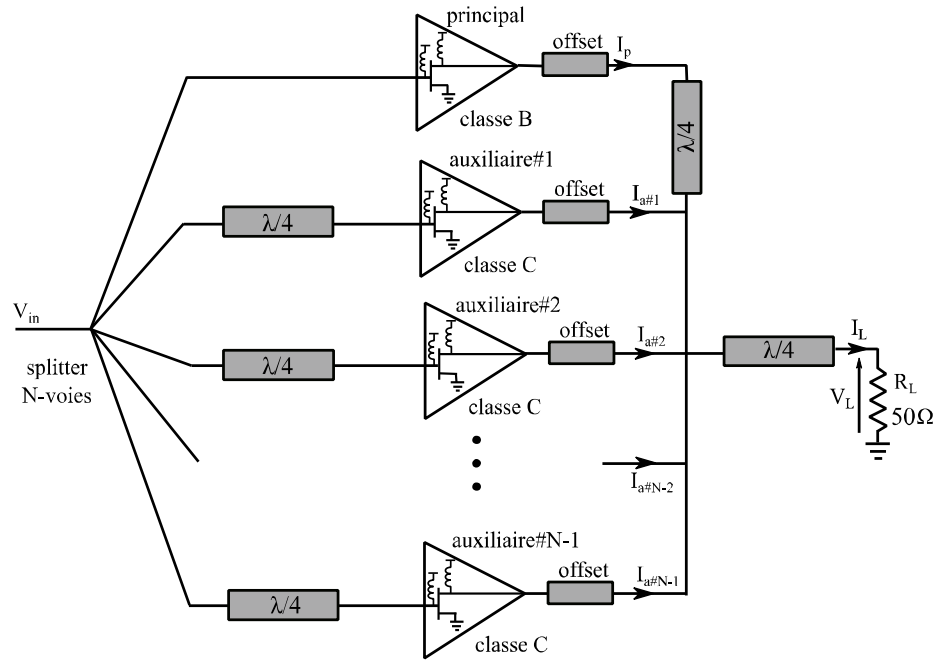 principal
offset
I_p
classe B
λ/4
auxiliaire#1
offset
I_a#1
λ/4
classe C
V_in
splitter
N-voies
auxiliaire#2
offset
I_a#2
λ/4
classe C
λ/4
I_L
V_L
R_L
50Ω
I_a#N-2
auxiliaire#N-1
offset
I_a#N-1
λ/4
classe C